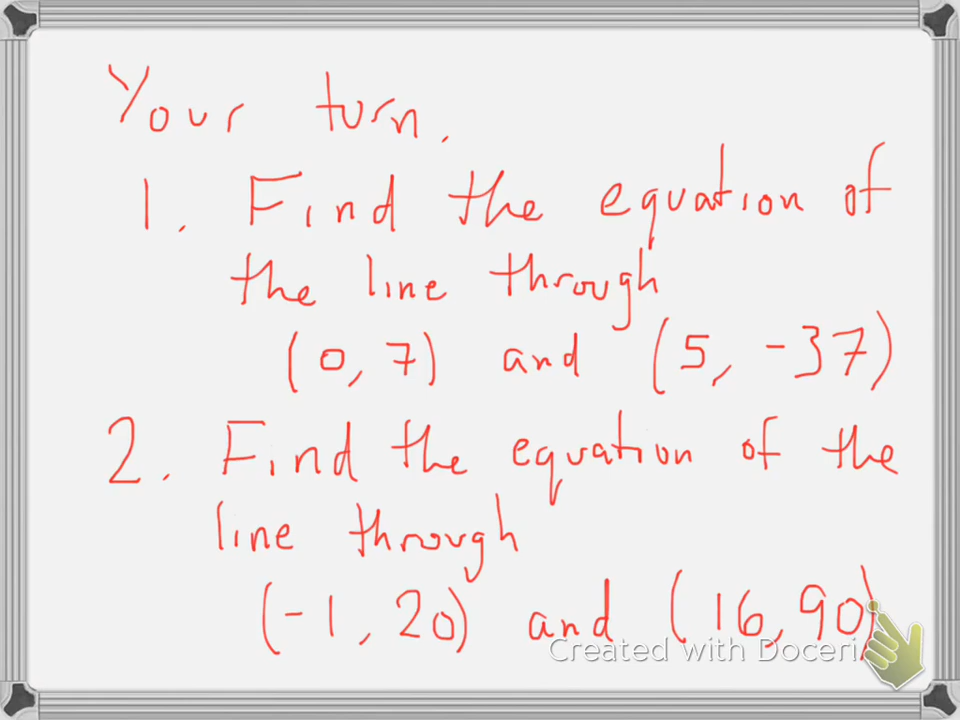 Your turn.
1. Find the equation of
the line through
(0, 7) and (5, -37)
2. Find the equation of the
line through
(-1, 20) and (16, 90)
Created with Doceri